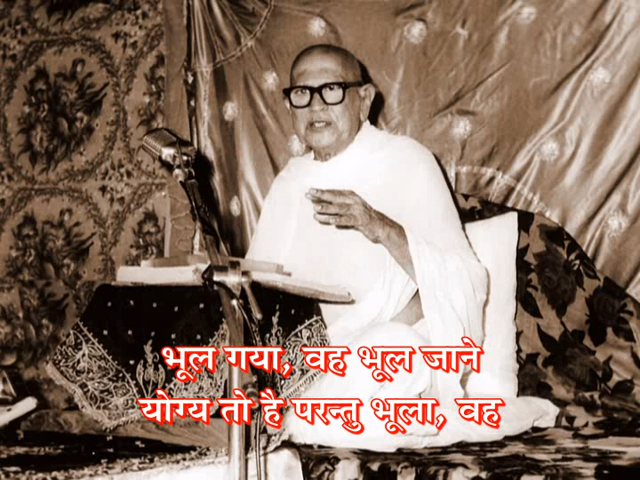 भूल गया, वह भूल जाने
योग्य तो है परन्तु भूला, वह